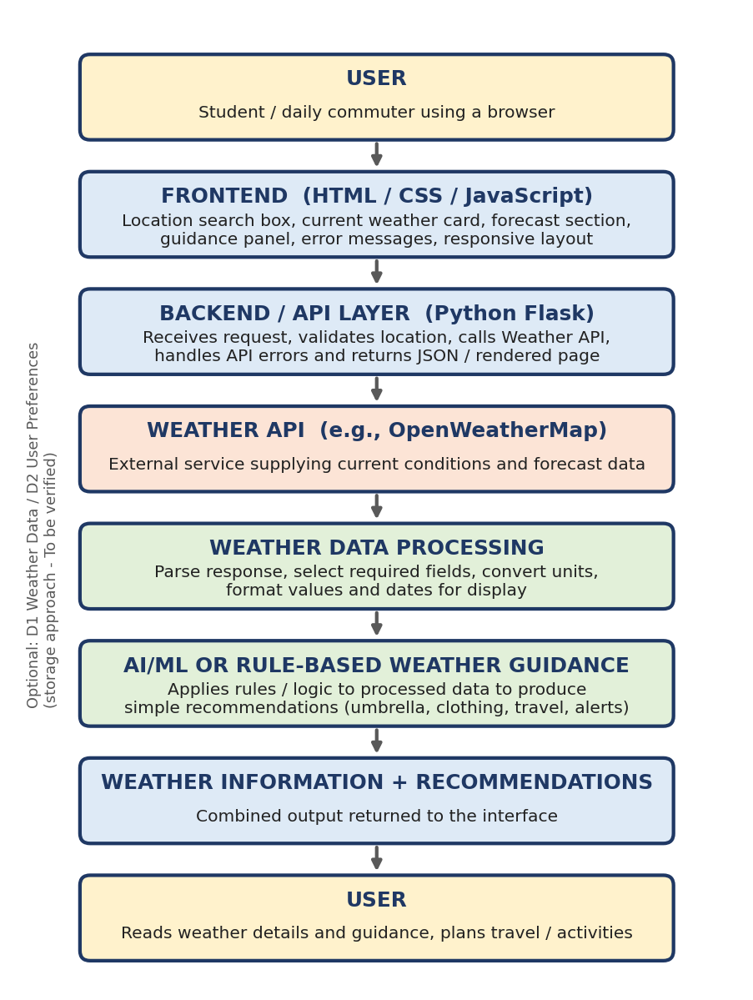 USER
Student / daily commuter using a browser
FRONTEND (HTML / CSS / JavaScript)
Location search box, current weather card, forecast section,
guidance panel, error messages, responsive layout
BACKEND / API LAYER (Python Flask)
Receives request, validates location, calls Weather API,
handles API errors and returns JSON / rendered page
WEATHER API (e.g., OpenWeatherMap)
External service supplying current conditions and forecast data
WEATHER DATA PROCESSING
Parse response, select required fields, convert units,
format values and dates for display
AI/ML OR RULE-BASED WEATHER GUIDANCE
Applies rules / logic to processed data to produce
simple recommendations (umbrella, clothing, travel, alerts)
WEATHER INFORMATION + RECOMMENDATIONS
Combined output returned to the interface
USER
Reads weather details and guidance, plans travel / activities
Optional: D1 Weather Data / D2 User Preferences
(storage approach - To be verified)